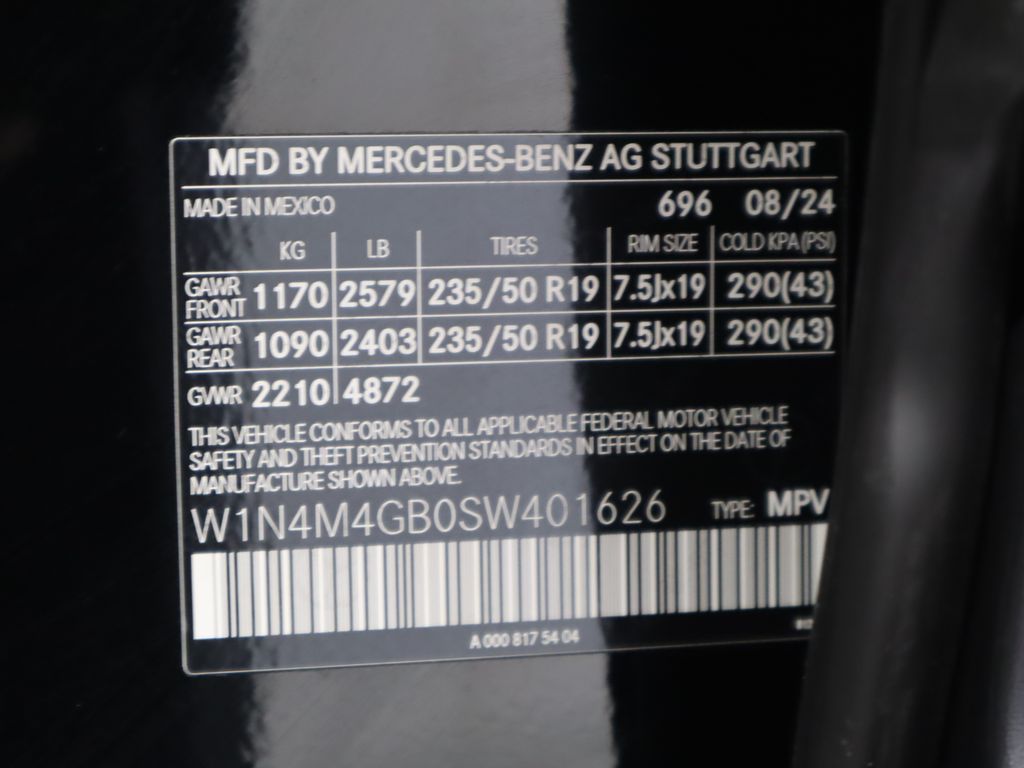 MFD BY MERCEDES-BENZ AG STUTTGART
MADE IN MEXICO 696 08/24
KG LB TIRES RIM SIZE COLD KPA (PSI)
GAWR FRONT 1170 2579 235/50 R19 7.5Jx19 290(43)
GAWR REAR 1090 2403 235/50 R19 7.5Jx19 290(43)
GVWR 2210 4872
THIS VEHICLE CONFORMS TO ALL APPLICABLE FEDERAL MOTOR VEHICLE
SAFETY AND THEFT PREVENTION STANDARDS IN EFFECT ON THE DATE OF
MANUFACTURE SHOWN ABOVE.
W1N4M4GB0SW401626 TYPE: MPV
A 000 817 54 04